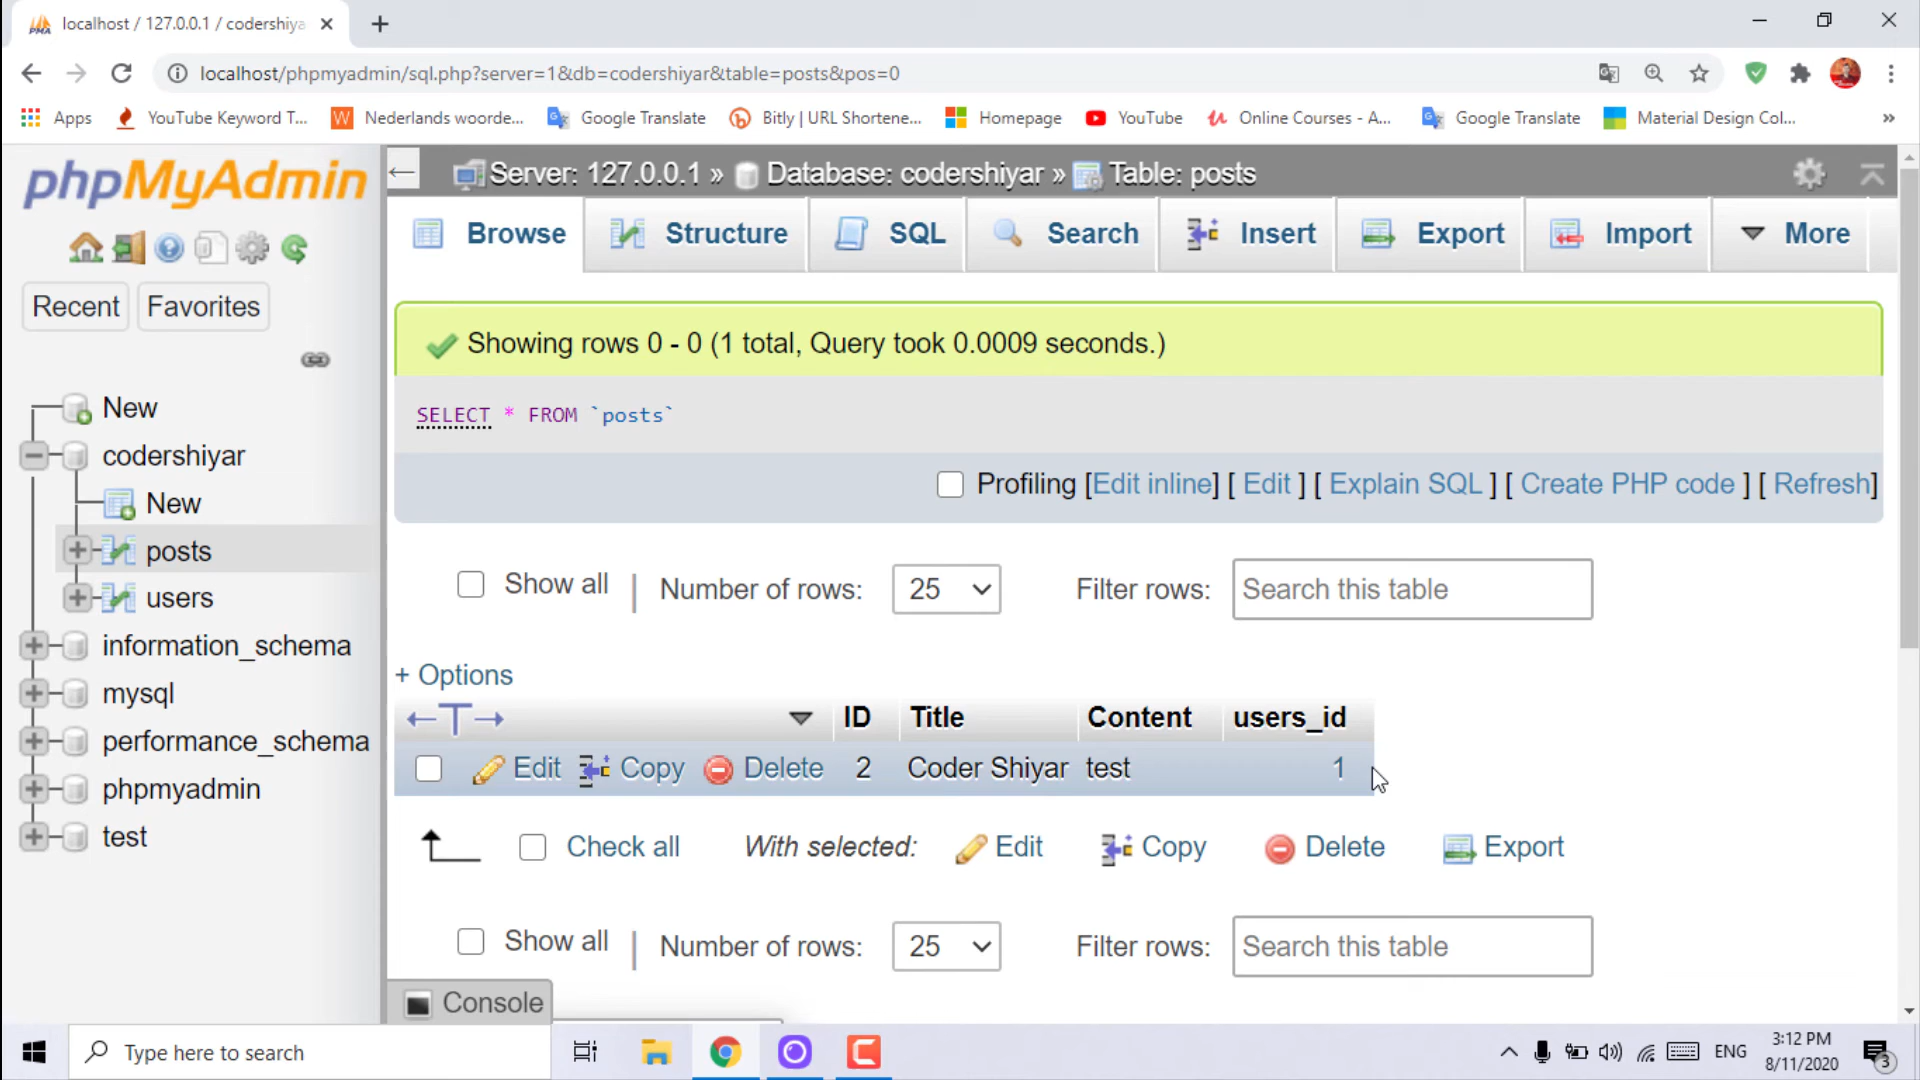 localhost / 127.0.0.1 / codershiya
localhost/phpmyadmin/sql.php?server=1&db=codershiyar&table=posts&pos=0
Apps
YouTube Keyword T...
Nederlands woorde...
Google Translate
Bitly | URL Shortene...
Homepage
YouTube
Online Courses - A...
Google Translate
Material Design Col...
»
phpMyAdmin
Recent
Favorites
New
codershiyar
New
posts
users
information_schema
mysql
performance_schema
phpmyadmin
test
Server: 127.0.0.1 » Database: codershiyar » Table: posts
Browse
Structure
SQL
Search
Insert
Export
Import
More
Showing rows 0 - 0 (1 total, Query took 0.0009 seconds.)
SELECT * FROM `posts`
Profiling [Edit inline] [ Edit ] [ Explain SQL ] [ Create PHP code ] [ Refresh]
Show all | Number of rows: 25 Filter rows: Search this table
+ Options
ID Title Content users_id
Edit Copy Delete 2 Coder Shiyar test 1
Check all With selected: Edit Copy Delete Export
Show all | Number of rows: 25 Filter rows: Search this table
Console
Type here to search
ENG
3:12 PM
8/11/2020
3